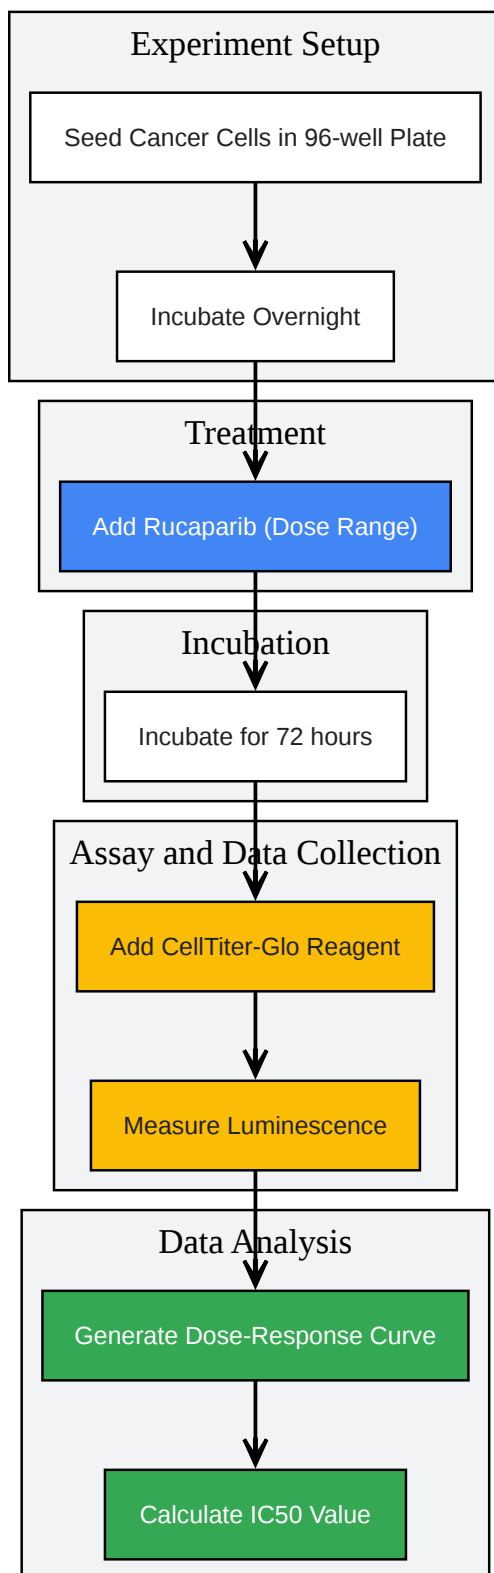 Experiment Setup
Seed Cancer Cells in 96-well Plate
Incubate Overnight
Treatment
Add Rucaparib (Dose Range)
Incubation
Incubate for 72 hours
Assay and Data Collection
Add CellTiter-Glo Reagent
Measure Luminescence
Data Analysis
Generate Dose-Response Curve
Calculate IC50 Value